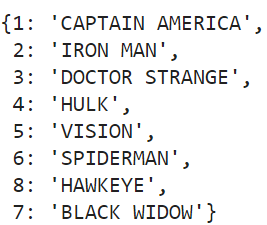 {1: 'CAPTAIN AMERICA',
2: 'IRON MAN',
3: 'DOCTOR STRANGE',
4: 'HULK',
5: 'VISION',
6: 'SPIDERMAN',
8: 'HAWKEYE',
7: 'BLACK WIDOW'}